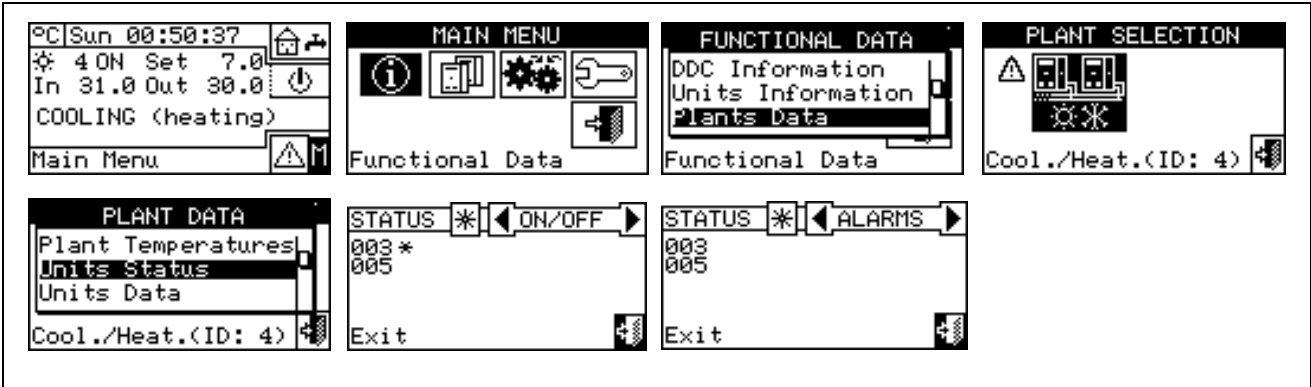 °C Sun 00:50:37
4 ON Set 7.0
In 31.0 Out 30.0
COOLING (heating)
Main Menu M
MAIN MENU
Functional Data
FUNCTIONAL DATA
DDC Information
Units Information
Plants Data
Functional Data
PLANT SELECTION
Cool./Heat.(ID: 4)
PLANT DATA
Plant Temperatures
Units Status
Units Data
Cool./Heat.(ID: 4)
STATUS ON/OFF
003 *
005
Exit
STATUS ALARMS
003
005
Exit